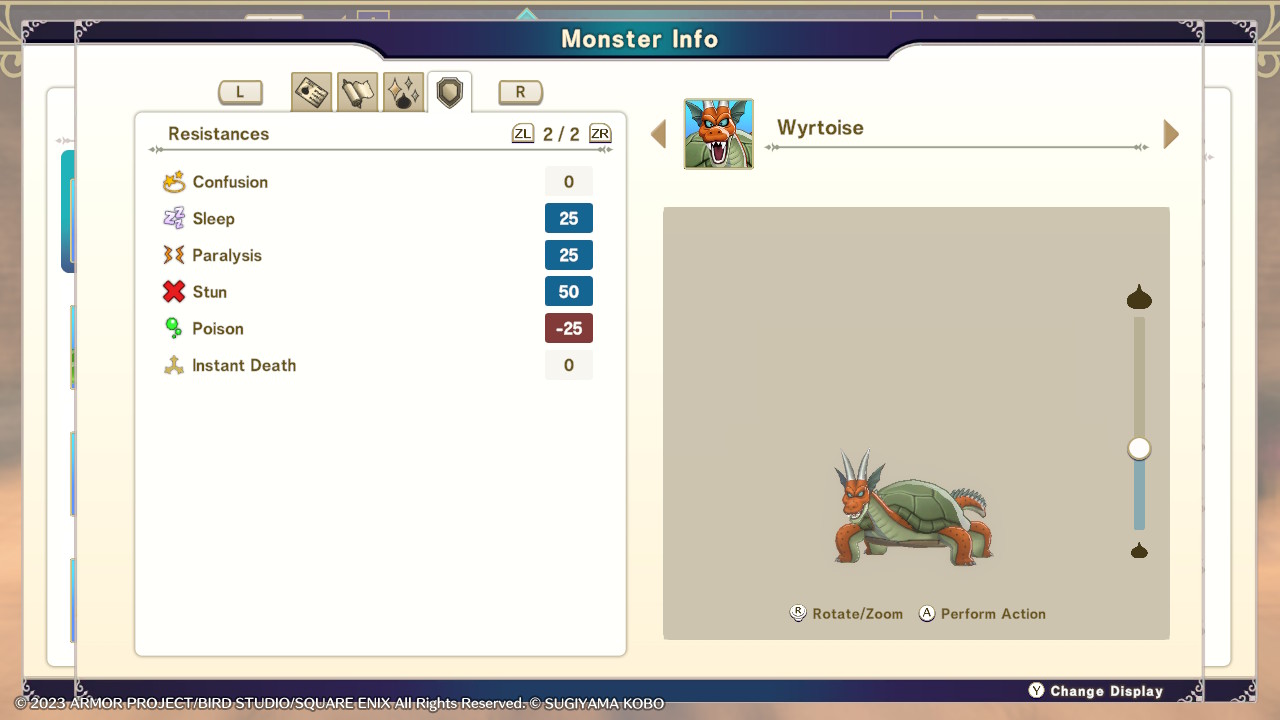 Monster Info
L
R
Resistances
ZL 2 / 2 ZR
Wyrtoise
Confusion 0
Sleep 25
Paralysis 25
Stun 50
Poison -25
Instant Death 0
R Rotate/Zoom A Perform Action
Y Change Display
© 2023 ARMOR PROJECT/BIRD STUDIO/SQUARE ENIX All Rights Reserved. © SUGIYAMA KOBO